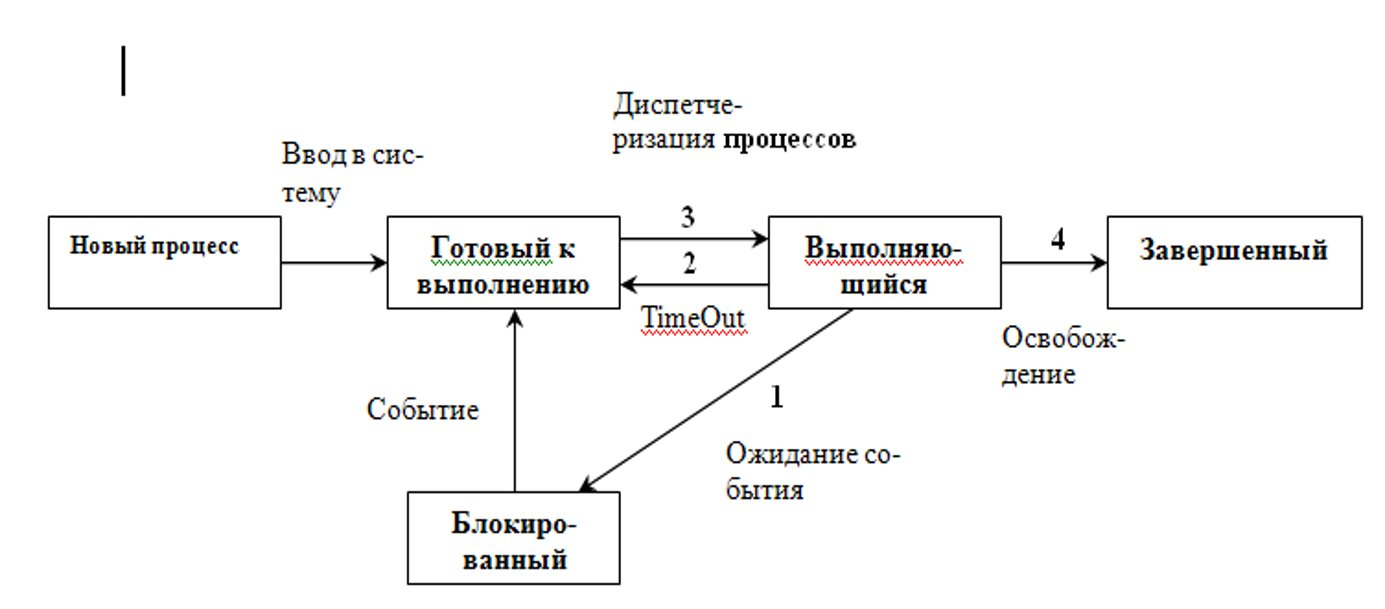 Диспетче-
ризация процессов
Ввод в сис-
тему
Новый процесс
Готовый к
выполнению
3
2
TimeOut
Выполняю-
щийся
4
Завершенный
Освобож-
дение
Событие
1
Ожидание со-
бытия
Блокиро-
ванный